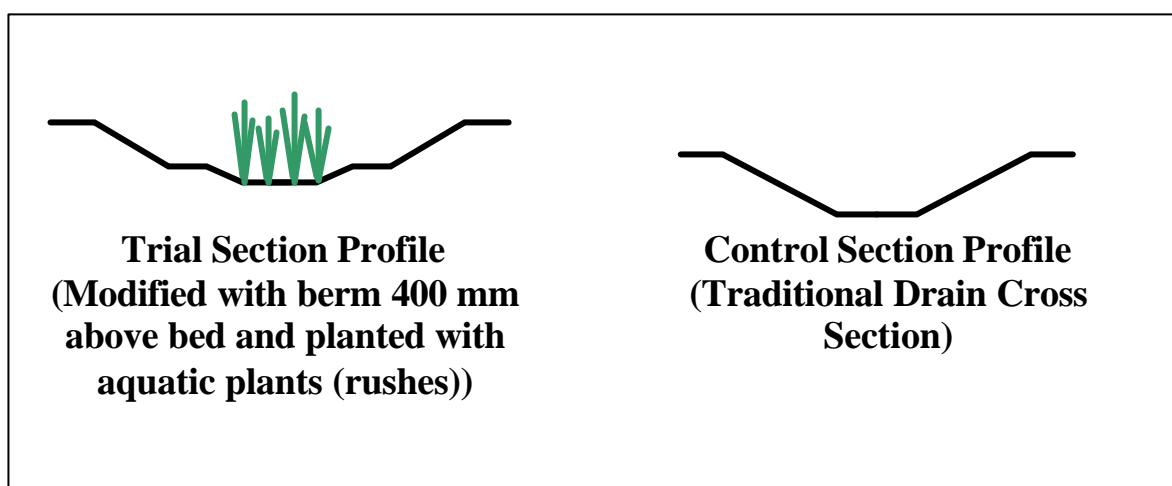 Trial Section Profile
(Modified with berm 400 mm
above bed and planted with
aquatic plants (rushes))
Control Section Profile
(Traditional Drain Cross
Section)